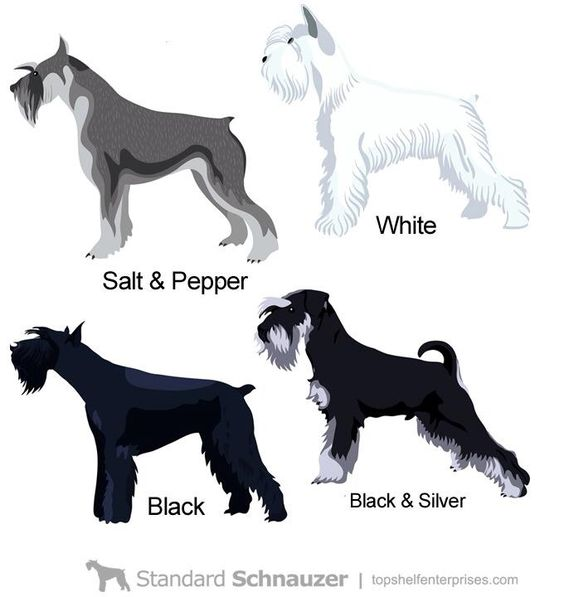 White
Salt & Pepper
Black
Black & Silver
Standard Schnauzer | topshelfenterprises.com